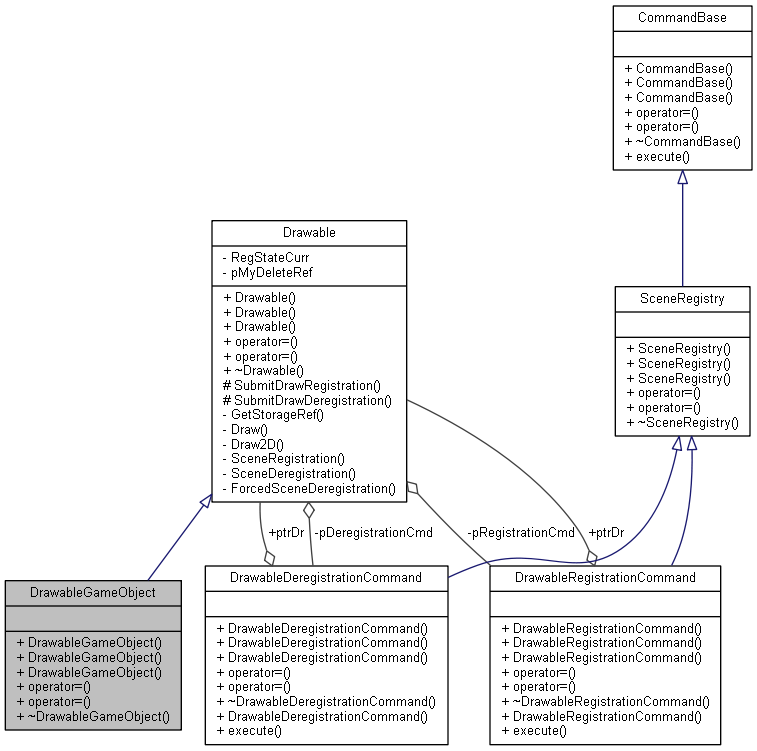 CommandBase
+ CommandBase()
+ CommandBase()
+ CommandBase()
+ operator=()
+ operator=()
+ ~CommandBase()
+ execute()
Drawable
- RegStateCurr
- pMyDeleteRef
+ Drawable()
+ Drawable()
+ Drawable()
+ operator=()
+ operator=()
+ ~Drawable()
# SubmitDrawRegistration()
# SubmitDrawDeregistration()
- GetStorageRef()
- Draw()
- Draw2D()
- SceneRegistration()
- SceneDeregistration()
- ForcedSceneDeregistration()
SceneRegistry
+ SceneRegistry()
+ SceneRegistry()
+ SceneRegistry()
+ operator=()
+ operator=()
+ ~SceneRegistry()
+ptrDr
-pDeregistrationCmd
-pRegistrationCmd
+ptrDr
DrawableGameObject
+ DrawableGameObject()
+ DrawableGameObject()
+ DrawableGameObject()
+ operator=()
+ operator=()
+ ~DrawableGameObject()
DrawableDeregistrationCommand
+ DrawableDeregistrationCommand()
+ DrawableDeregistrationCommand()
+ DrawableDeregistrationCommand()
+ operator=()
+ operator=()
+ ~DrawableDeregistrationCommand()
+ DrawableDeregistrationCommand()
+ execute()
DrawableRegistrationCommand
+ DrawableRegistrationCommand()
+ DrawableRegistrationCommand()
+ DrawableRegistrationCommand()
+ operator=()
+ operator=()
+ ~DrawableRegistrationCommand()
+ DrawableRegistrationCommand()
+ execute()